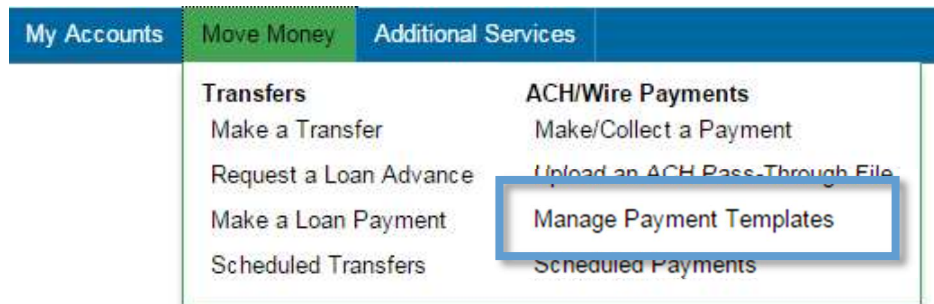 My Accounts Move Money Additional Services
Transfers
Make a Transfer
Request a Loan Advance
Make a Loan Payment
Scheduled Transfers
ACH/Wire Payments
Make/Collect a Payment
Upload an ACH Pass-Through File
Manage Payment Templates
Scheduled Payments